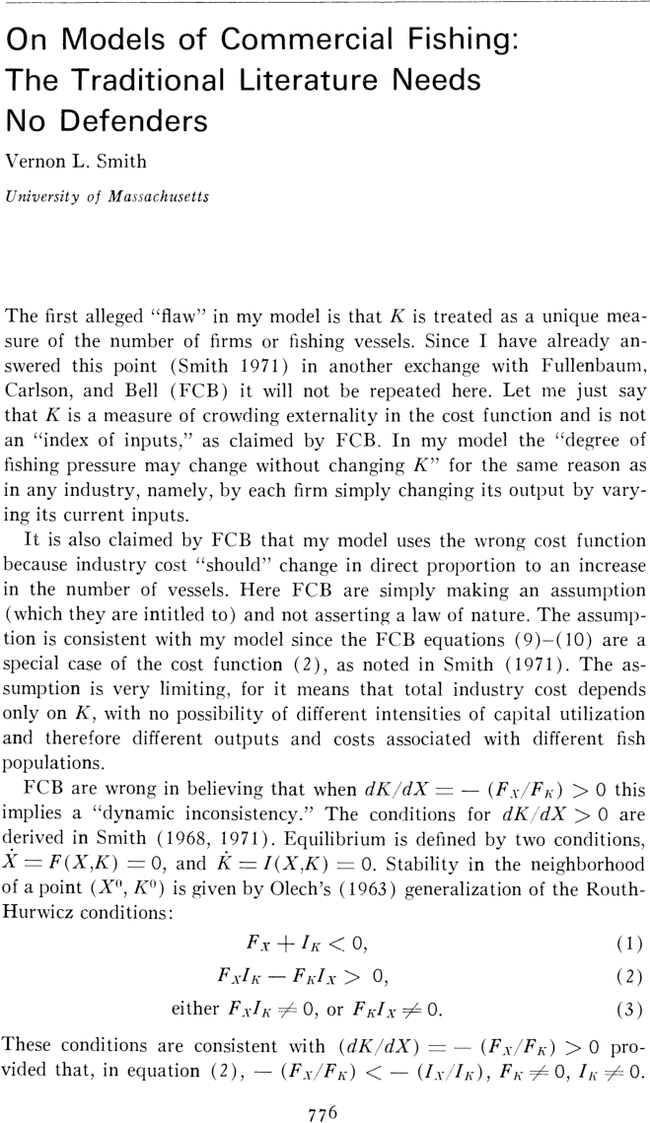 On Models of Commercial Fishing:
The Traditional Literature Needs
No Defenders
Vernon L. Smith
University of Massachusetts
The first alleged “flaw” in my model is that K is treated as a unique mea-
sure of the number of firms or fishing vessels. Since I have already an-
swered this point (Smith 1971) in another exchange with Fullenbaum,
Carlson, and Bell (FCB) it will not be repeated here. Let me just say
that K is a measure of crowding externality in the cost function and is not
an “index of inputs,” as claimed by FCB. In my model the “degree of
fishing pressure may change without changing K” for the same reason as
in any industry, namely, by each firm simply changing its output by vary-
ing its current inputs.
It is also claimed by FCB that my model uses the wrong cost function
because industry cost “should” change in direct proportion to an increase
in the number of vessels. Here FCB are simply making an assumption
(which they are intitled to) and not asserting a law of nature. The assump-
tion is consistent with my model since the FCB equations (9)–(10) are a
special case of the cost function (2), as noted in Smith (1971). The as-
sumption is very limiting, for it means that total industry cost depends
only on K, with no possibility of different intensities of capital utilization
and therefore different outputs and costs associated with different fish
populations.
FCB are wrong in believing that when dK/dX = − (F_X/F_K) > 0 this
implies a “dynamic inconsistency.” The conditions for dK/dX > 0 are
derived in Smith (1968, 1971). Equilibrium is defined by two conditions,
Ẋ = F(X,K) = 0, and K̇ = I(X,K) = 0. Stability in the neighborhood
of a point (X⁰, K⁰) is given by Olech’s (1963) generalization of the Routh-
Hurwicz conditions:
F_X + I_K < 0, (1)
F_X I_K − F_K I_X > 0, (2)
either F_X I_K ≠ 0, or F_K I_X ≠ 0. (3)
These conditions are consistent with (dK/dX) = − (F_X/F_K) > 0 pro-
vided that, in equation (2), − (F_X/F_K) < − (I_X/I_K), F_K ≠ 0, I_K ≠ 0.
776